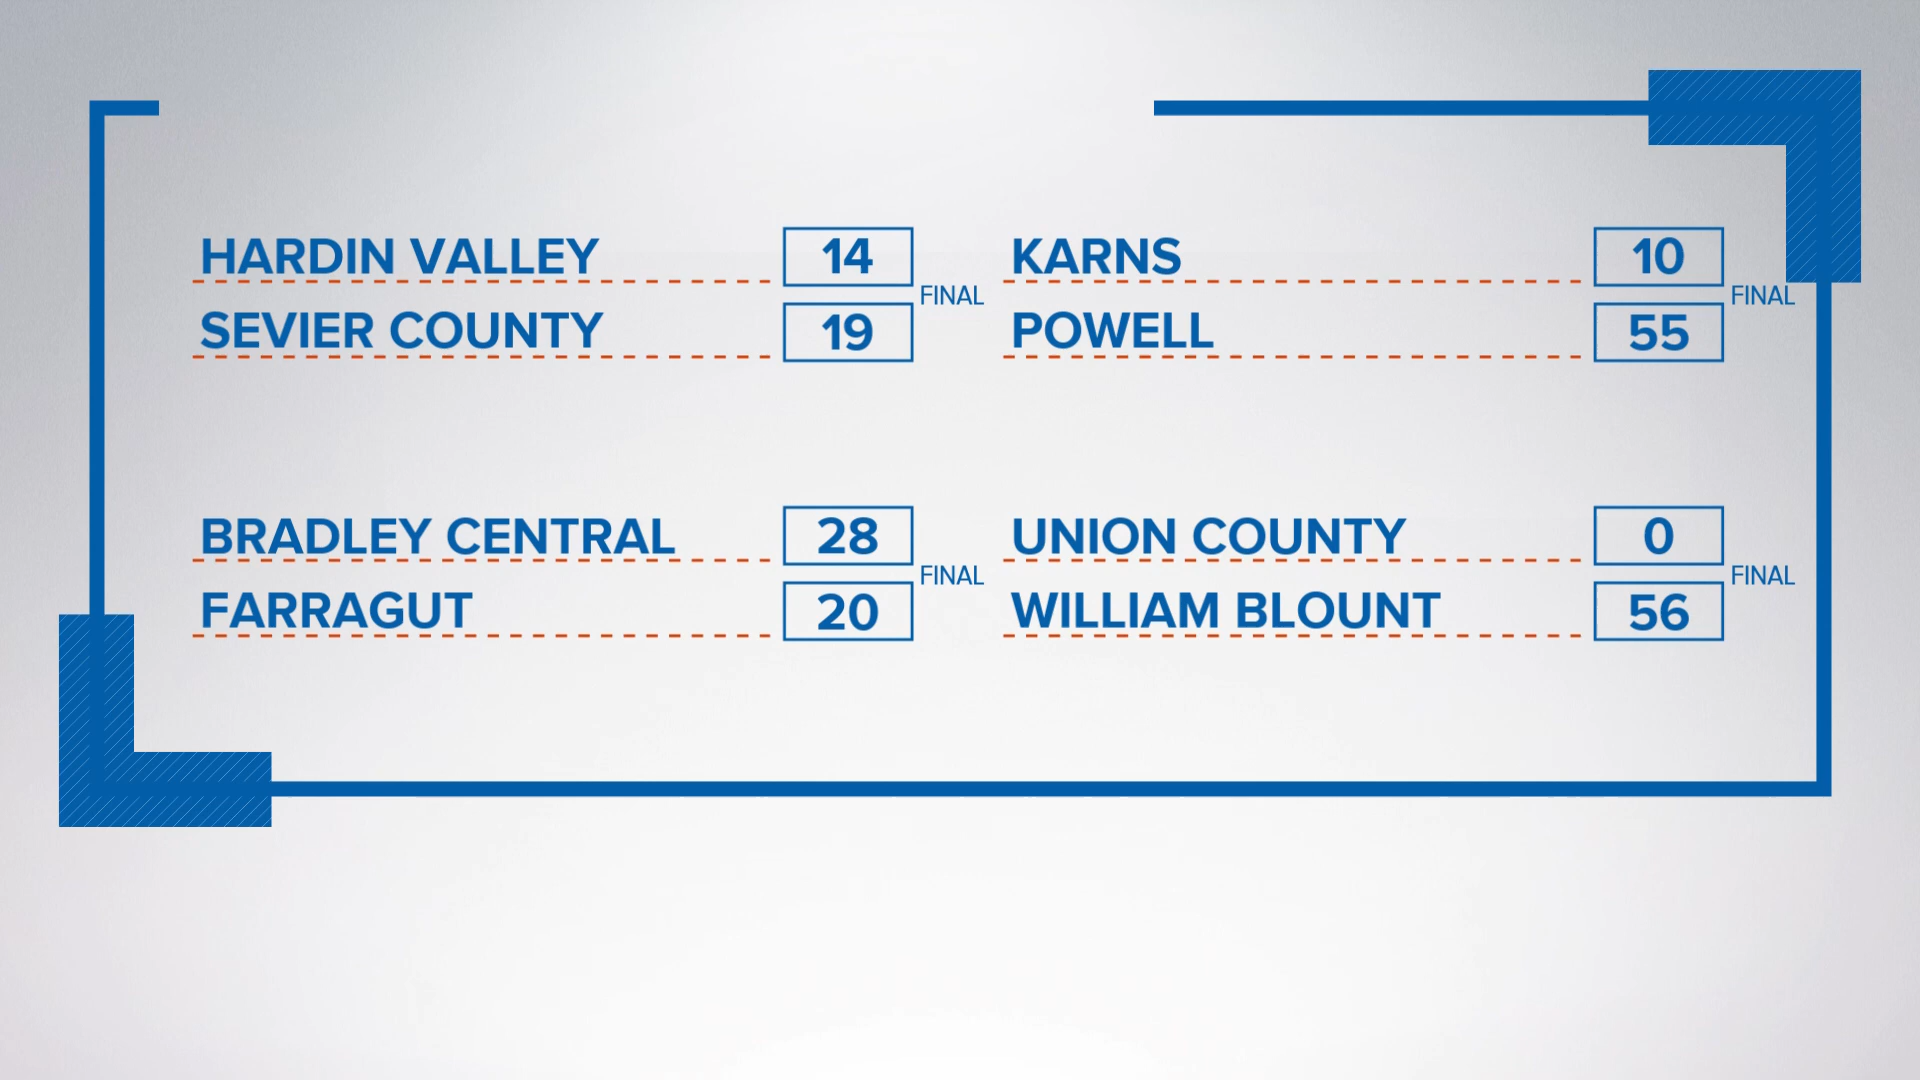 HARDIN VALLEY 14
FINAL
SEVIER COUNTY 19
KARNS 10
FINAL
POWELL 55
BRADLEY CENTRAL 28
FINAL
FARRAGUT 20
UNION COUNTY 0
FINAL
WILLIAM BLOUNT 56